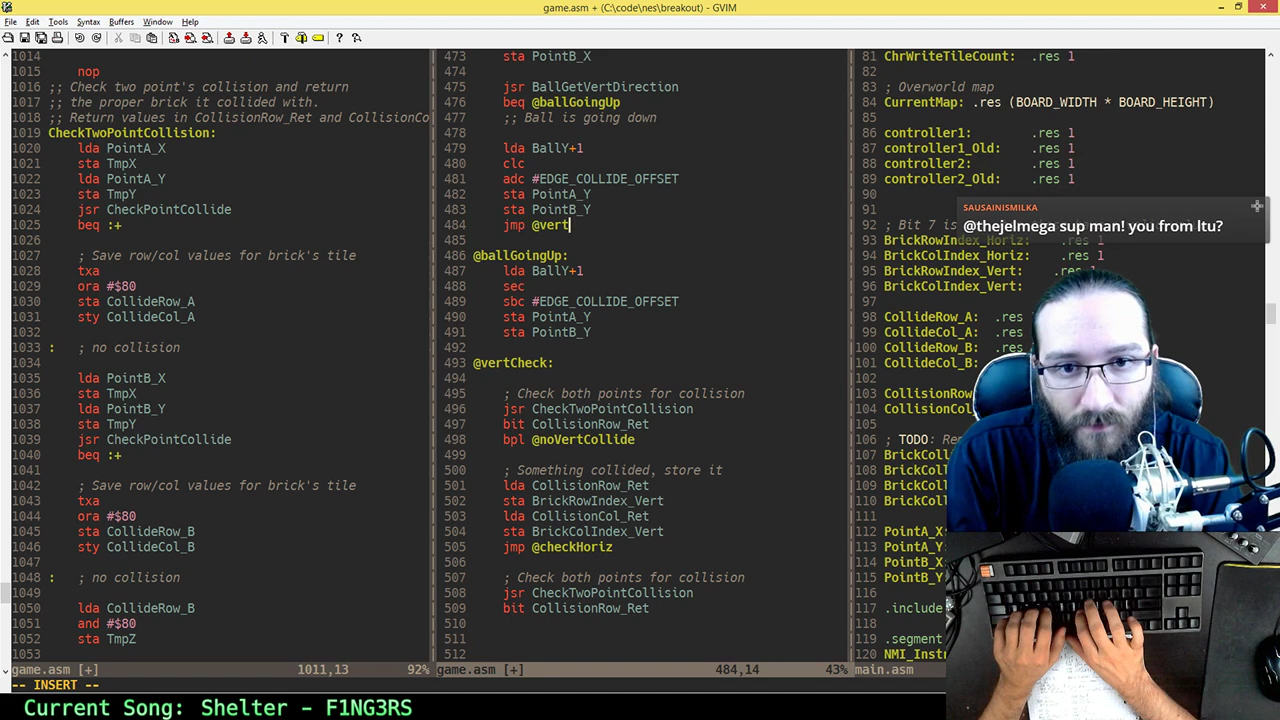 game.asm + (C:\code\nes\breakout) - GVIM
File Edit Tools Syntax Buffers Window Help
1014
1015 nop
1016 ;; Check two point's collision and return
1017 ;; the proper brick it collided with.
1018 ;; Return values in CollisionRow_Ret and CollisionCo
1019 CheckTwoPointCollision:
1020 lda PointA_X
1021 sta TmpX
1022 lda PointA_Y
1023 sta TmpY
1024 jsr CheckPointCollide
1025 beq :+
1026
1027 ; Save row/col values for brick's tile
1028 txa
1029 ora #$80
1030 sta CollideRow_A
1031 sty CollideCol_A
1032
1033 : ; no collision
1034
1035 lda PointB_X
1036 sta TmpX
1037 lda PointB_Y
1038 sta TmpY
1039 jsr CheckPointCollide
1040 beq :+
1041
1042 ; Save row/col values for brick's tile
1043 txa
1044 ora #$80
1045 sta CollideRow_B
1046 sty CollideCol_B
1047
1048 : ; no collision
1049
1050 lda CollideRow_B
1051 and #$80
1052 sta TmpZ
1053
game.asm [+] 1011,13 92%
473 sta PointB_X
474
475 jsr BallGetVertDirection
476 beq @ballGoingUp
477 ;; Ball is going down
478
479 lda BallY+1
480 clc
481 adc #EDGE_COLLIDE_OFFSET
482 sta PointA_Y
483 sta PointB_Y
484 jmp @vert
485
486 @ballGoingUp:
487 lda BallY+1
488 sec
489 sbc #EDGE_COLLIDE_OFFSET
490 sta PointA_Y
491 sta PointB_Y
492
493 @vertCheck:
494
495 ; Check both points for collision
496 jsr CheckTwoPointCollision
497 bit CollisionRow_Ret
498 bpl @noVertCollide
499
500 ; Something collided, store it
501 lda CollisionRow_Ret
502 sta BrickRowIndex_Vert
503 lda CollisionCol_Ret
504 sta BrickColIndex_Vert
505 jmp @checkHoriz
506
507 ; Check both points for collision
508 jsr CheckTwoPointCollision
509 bit CollisionRow_Ret
510
511
512
game.asm [+] 484,14 43%
81 ChrWriteTileCount: .res 1
82
83 ; Overworld map
84 CurrentMap: .res (BOARD_WIDTH * BOARD_HEIGHT)
85
86 controller1: .res 1
87 controller1_Old: .res 1
88 controller2: .res 1
89 controller2_Old: .res 1
90
91
92 ; Bit 7 is
93 BrickRowIndex_Horiz: .res 1
94 BrickColIndex_Horiz: .res 1
95 BrickRowIndex_Vert: .res 1
96 BrickColIndex_Vert:
97
98 CollideRow_A: .res
99 CollideCol_A: .res
100 CollideRow_B: .res
101 CollideCol_B:
102
103 CollisionRow
104 Collision
105
106 ; TODO: Re
107 BrickColl
108 BrickColl
109 BrickColl
110 BrickColl
111
112 PointA_X:
113 PointA_Y
114 PointB_X
115 PointB_Y
116
117 .include
118
119 .segment
120 NMI_Instr
main.asm
SAUSAINISMILKA
@thejelmega sup man! you from ltu?
-- INSERT --
Current Song: Shelter - F1NG3RS